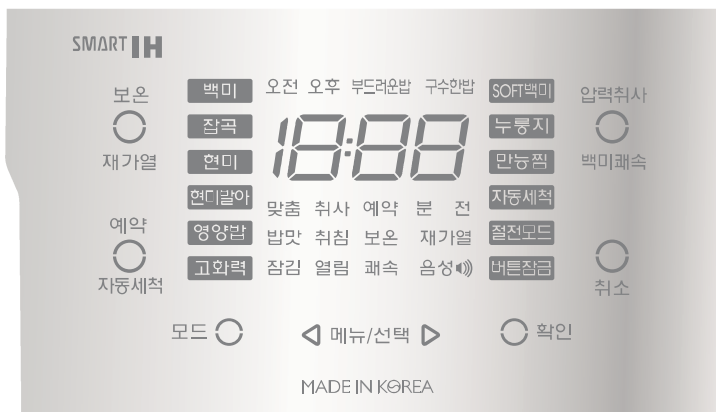 SMART IH
보온
재가열
예약
자동세척
백미
잡곡
현미
현미발아
영양밥
고화력
오전 오후 부드러운밥 구수한밥
18:88
맞춤 취사 예약 분 전
밥맛 취침 보온 재가열
잠김 열림 쾌속 음성
SOFT백미
누룽지
만능찜
자동세척
절전모드
버튼잠금
압력취사
백미쾌속
취소
모드 메뉴/선택 확인
MADE IN KOREA